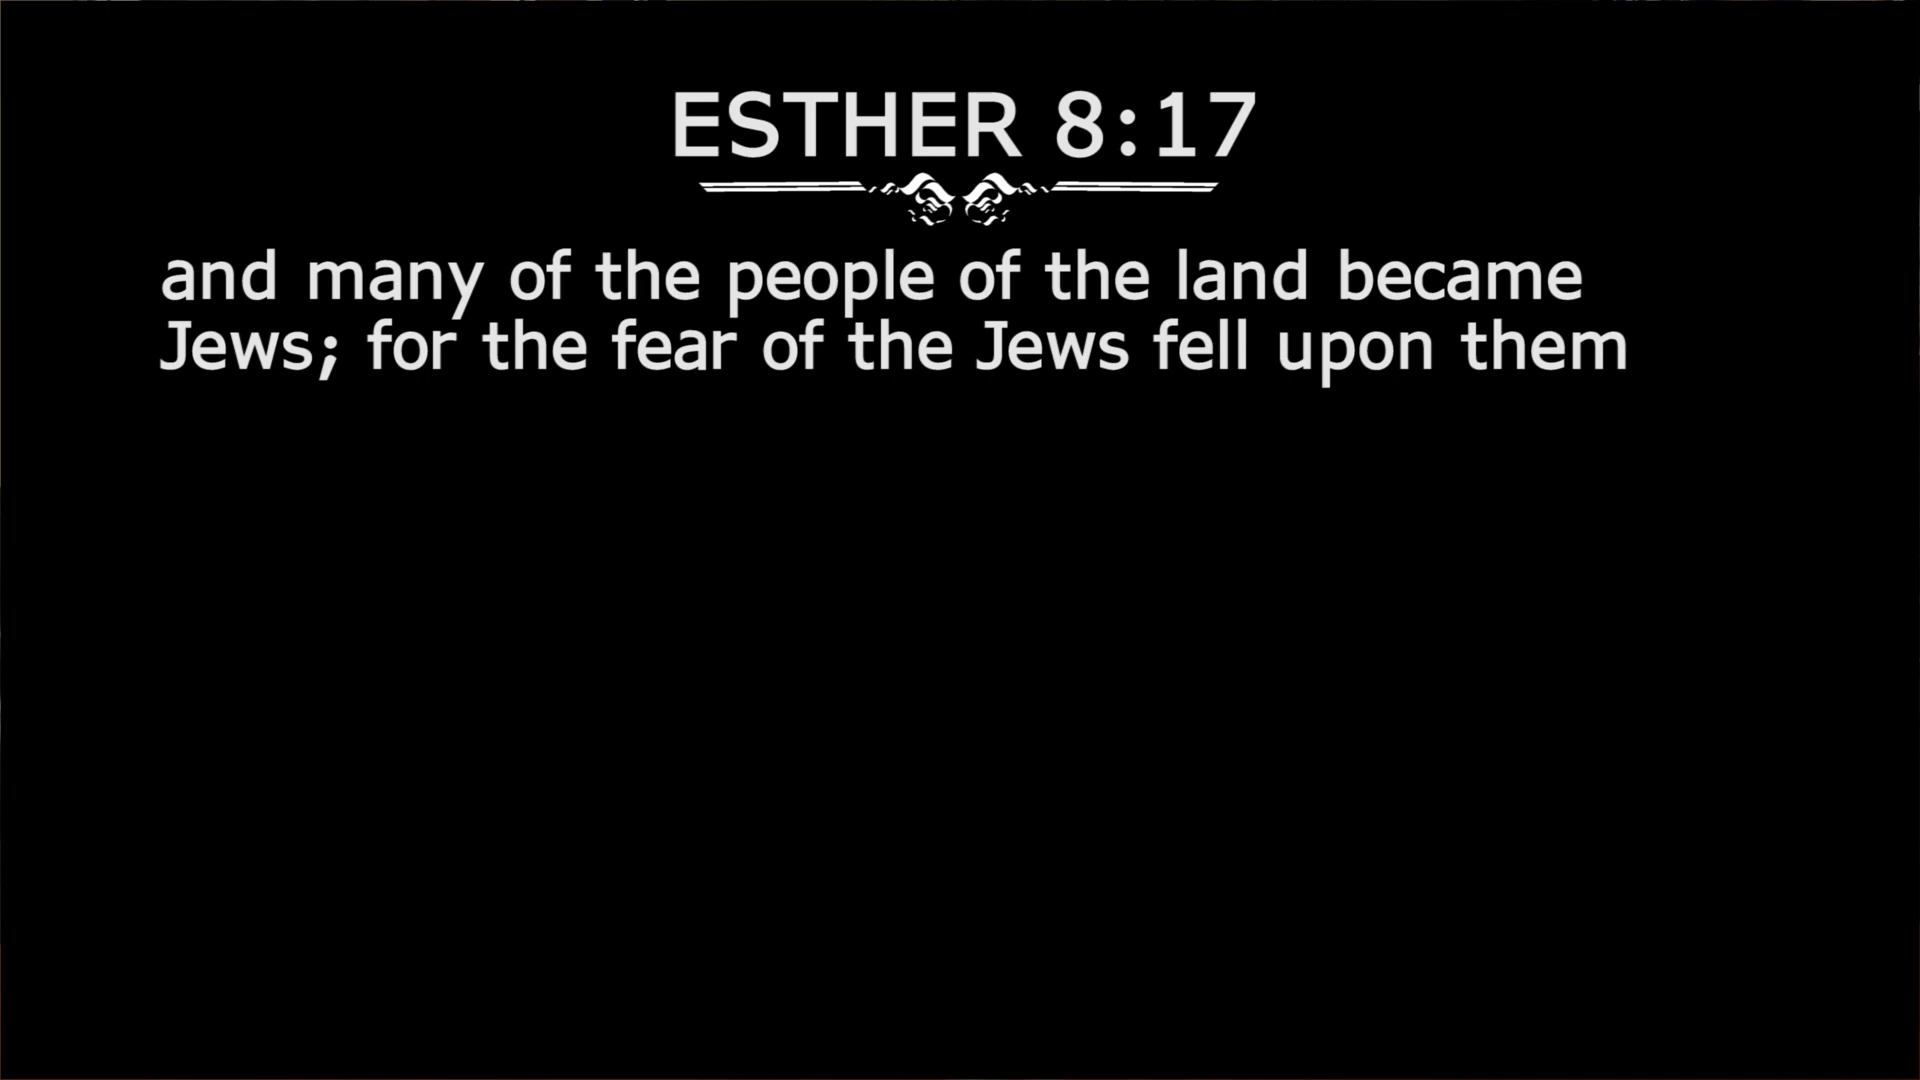 ESTHER 8:17
and many of the people of the land became
Jews; for the fear of the Jews fell upon them